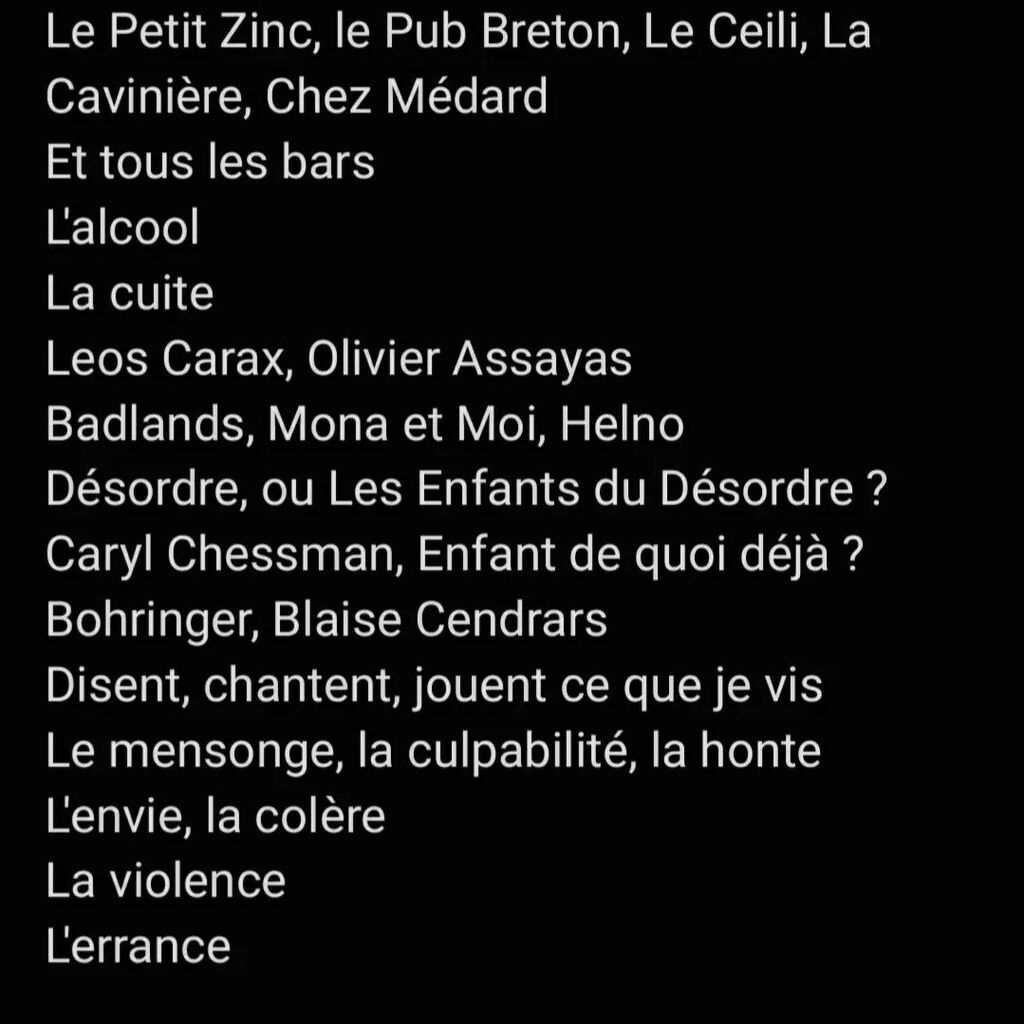 Le Petit Zinc, le Pub Breton, Le Ceili, La
Cavinière, Chez Médard
Et tous les bars
L'alcool
La cuite
Leos Carax, Olivier Assayas
Badlands, Mona et Moi, Helno
Désordre, ou Les Enfants du Désordre ?
Caryl Chessman, Enfant de quoi déjà ?
Bohringer, Blaise Cendrars
Disent, chantent, jouent ce que je vis
Le mensonge, la culpabilité, la honte
L'envie, la colère
La violence
L'errance